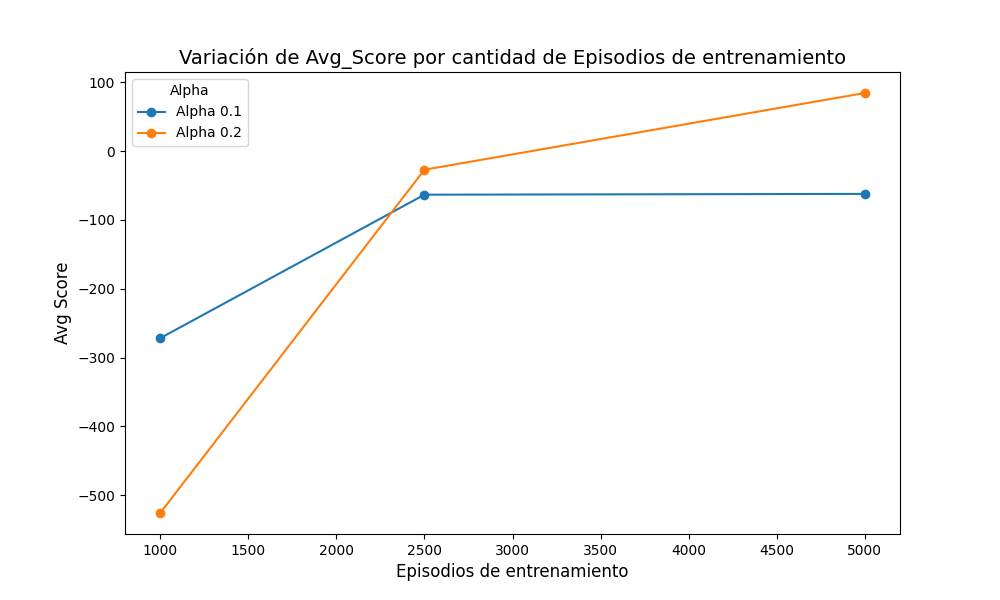 Variación de Avg_Score por cantidad de Episodios de entrenamiento
Alpha
Alpha 0.1
Alpha 0.2
100
0
−100
−200
−300
−400
−500
Avg Score
1000 1500 2000 2500 3000 3500 4000 4500 5000
Episodios de entrenamiento